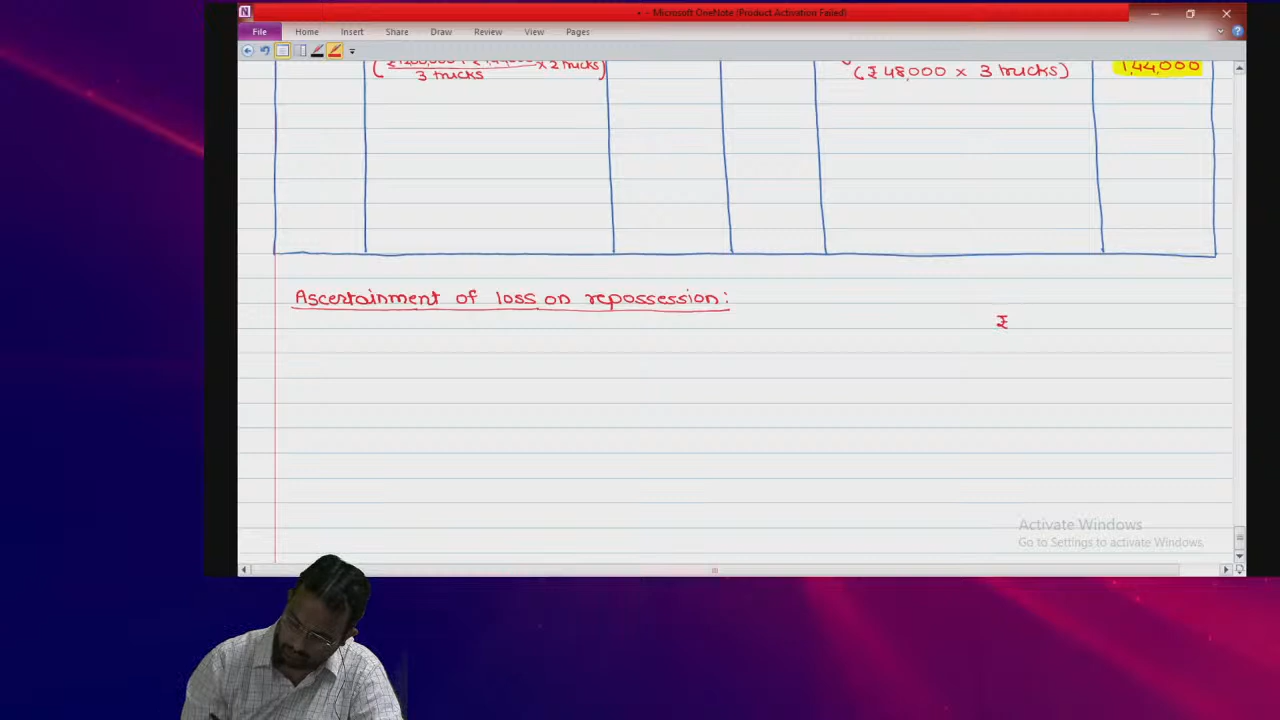 - - Microsoft OneNote (Product Activation Failed)
File Home Insert Share Draw Review View Pages
3 trucks × 2 trucks)
(₹ 48,000 × 3 trucks) 1,44,000
Ascertainment of loss on repossession:
₹
Activate Windows
Go to Settings to activate Windows.